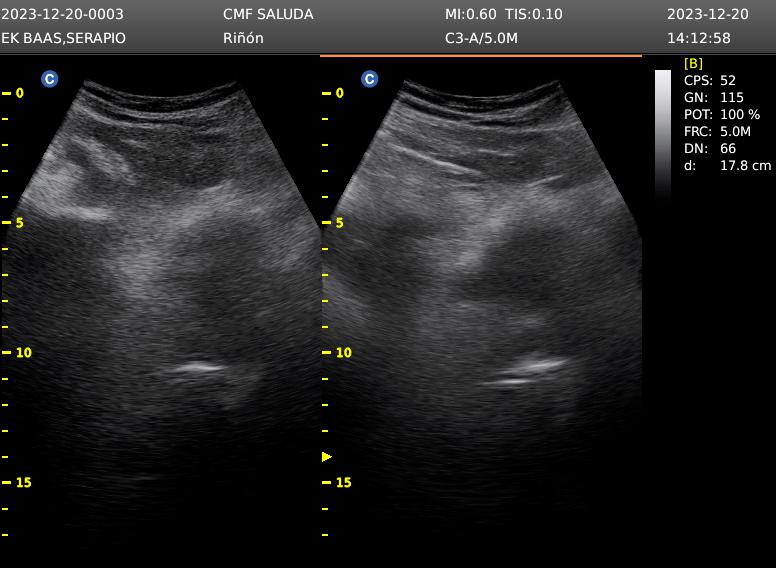 2023-12-20-0003 CMF SALUDA MI:0.60 TIS:0.10 2023-12-20
EK BAAS,SERAPIO Riñón C3-A/5.0M 14:12:58
[B]
CPS: 52
GN: 115
POT: 100 %
FRC: 5.0M
DN: 66
d: 17.8 cm
C
C
0
0
5
5
10
10
15
15